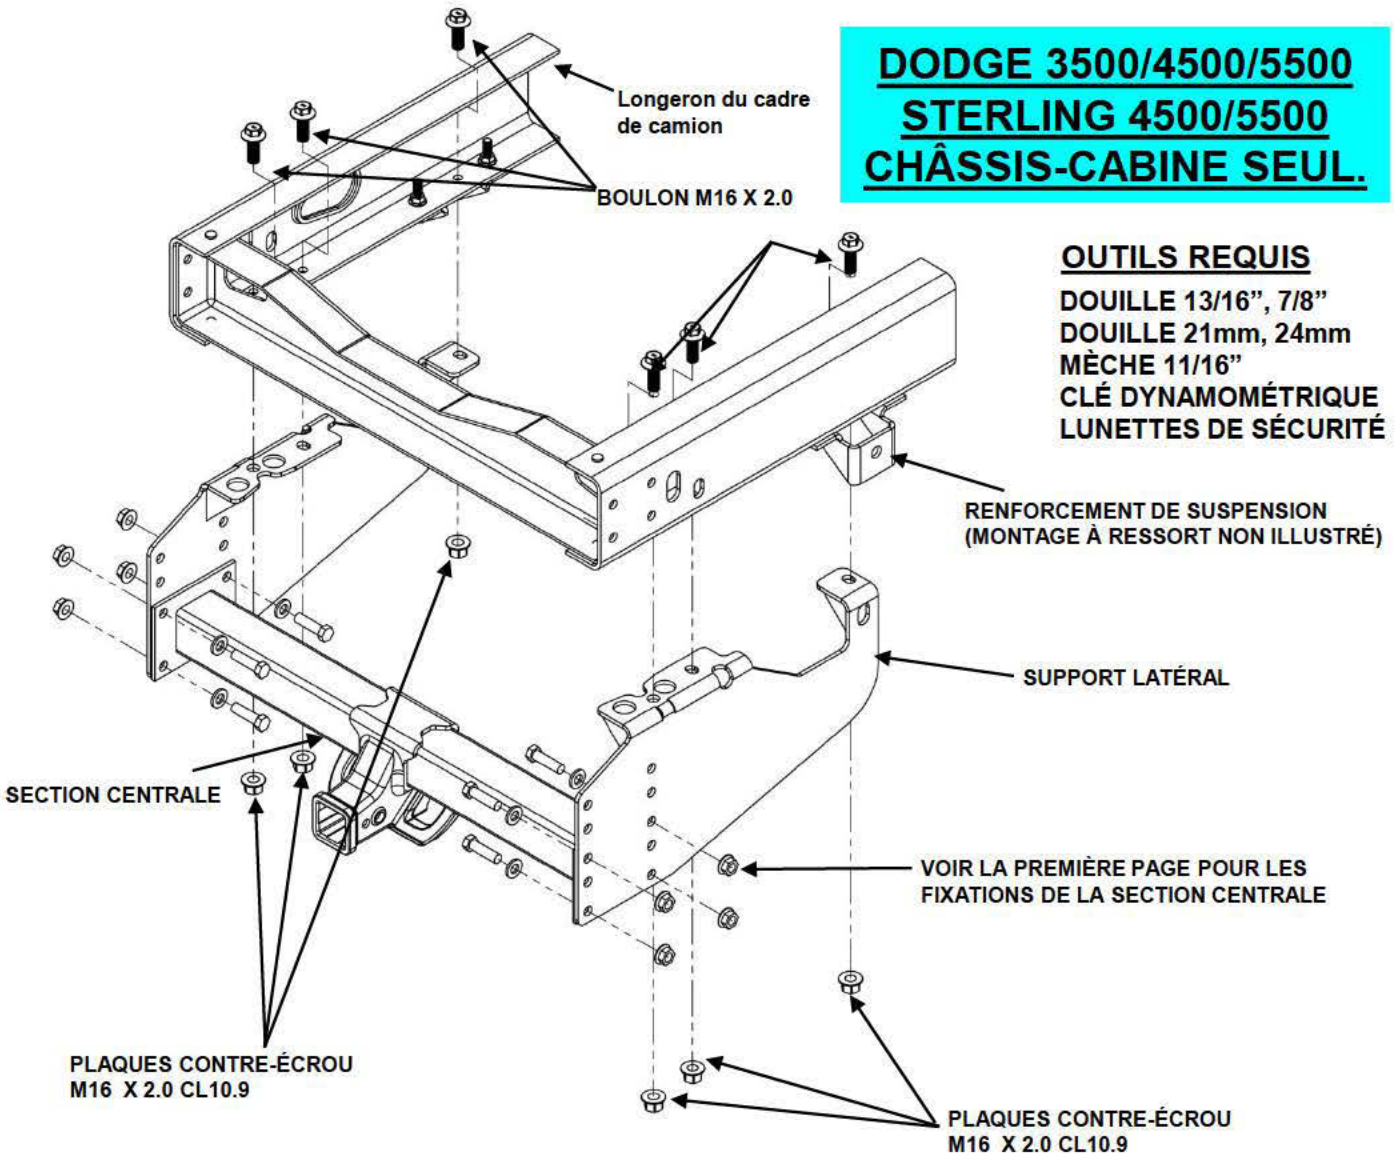 DODGE 3500/4500/5500
STERLING 4500/5500
CHÂSSIS-CABINE SEUL.
Longeron du cadre
de camion
BOULON M16 X 2.0
OUTILS REQUIS
DOUILLE 13/16”, 7/8”
DOUILLE 21mm, 24mm
MÈCHE 11/16”
CLÉ DYNAMOMÉTRIQUE
LUNETTES DE SÉCURITÉ
RENFORCEMENT DE SUSPENSION
(MONTAGE À RESSORT NON ILLUSTRÉ)
SUPPORT LATÉRAL
SECTION CENTRALE
VOIR LA PREMIÈRE PAGE POUR LES
FIXATIONS DE LA SECTION CENTRALE
PLAQUES CONTRE-ÉCROU
M16 X 2.0 CL10.9
PLAQUES CONTRE-ÉCROU
M16 X 2.0 CL10.9